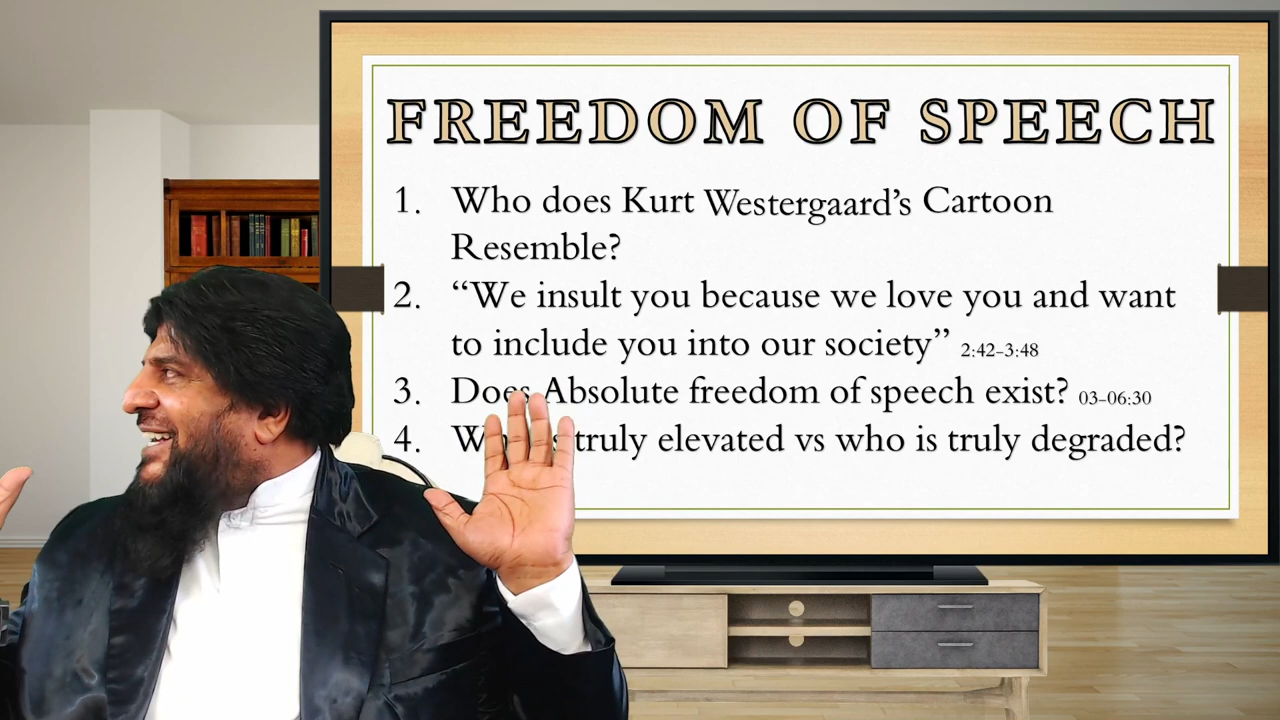 FREEDOM OF SPEECH
1. Who does Kurt Westergaard’s Cartoon
Resemble?
2. “We insult you because we love you and want
to include you into our society” 2:42-3:48
3. Does Absolute freedom of speech exist? 03-06:30
4. truly elevated vs who is truly degraded?